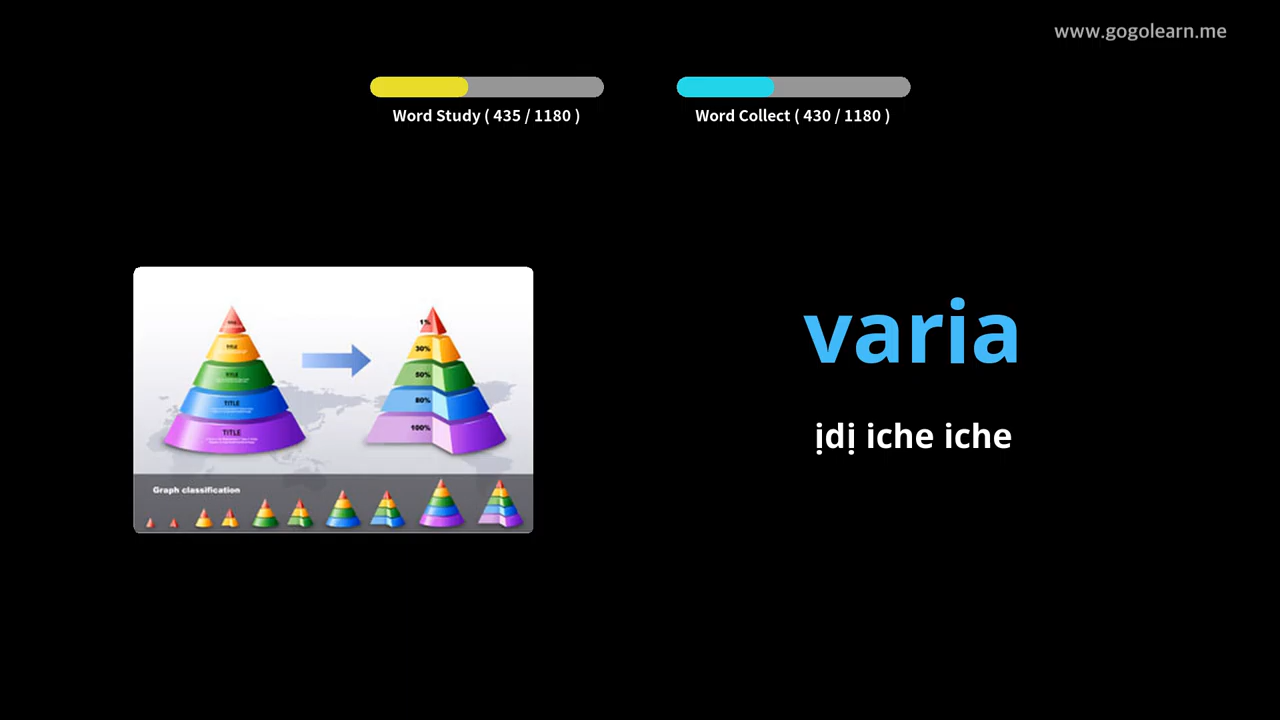 www.gogolearn.me
Word Study ( 435 / 1180 )
Word Collect ( 430 / 1180 )
varia
ịdị iche iche
TITLE
TITLE
TITLE
TITLE
1%
30%
50%
80%
100%
Graph classification